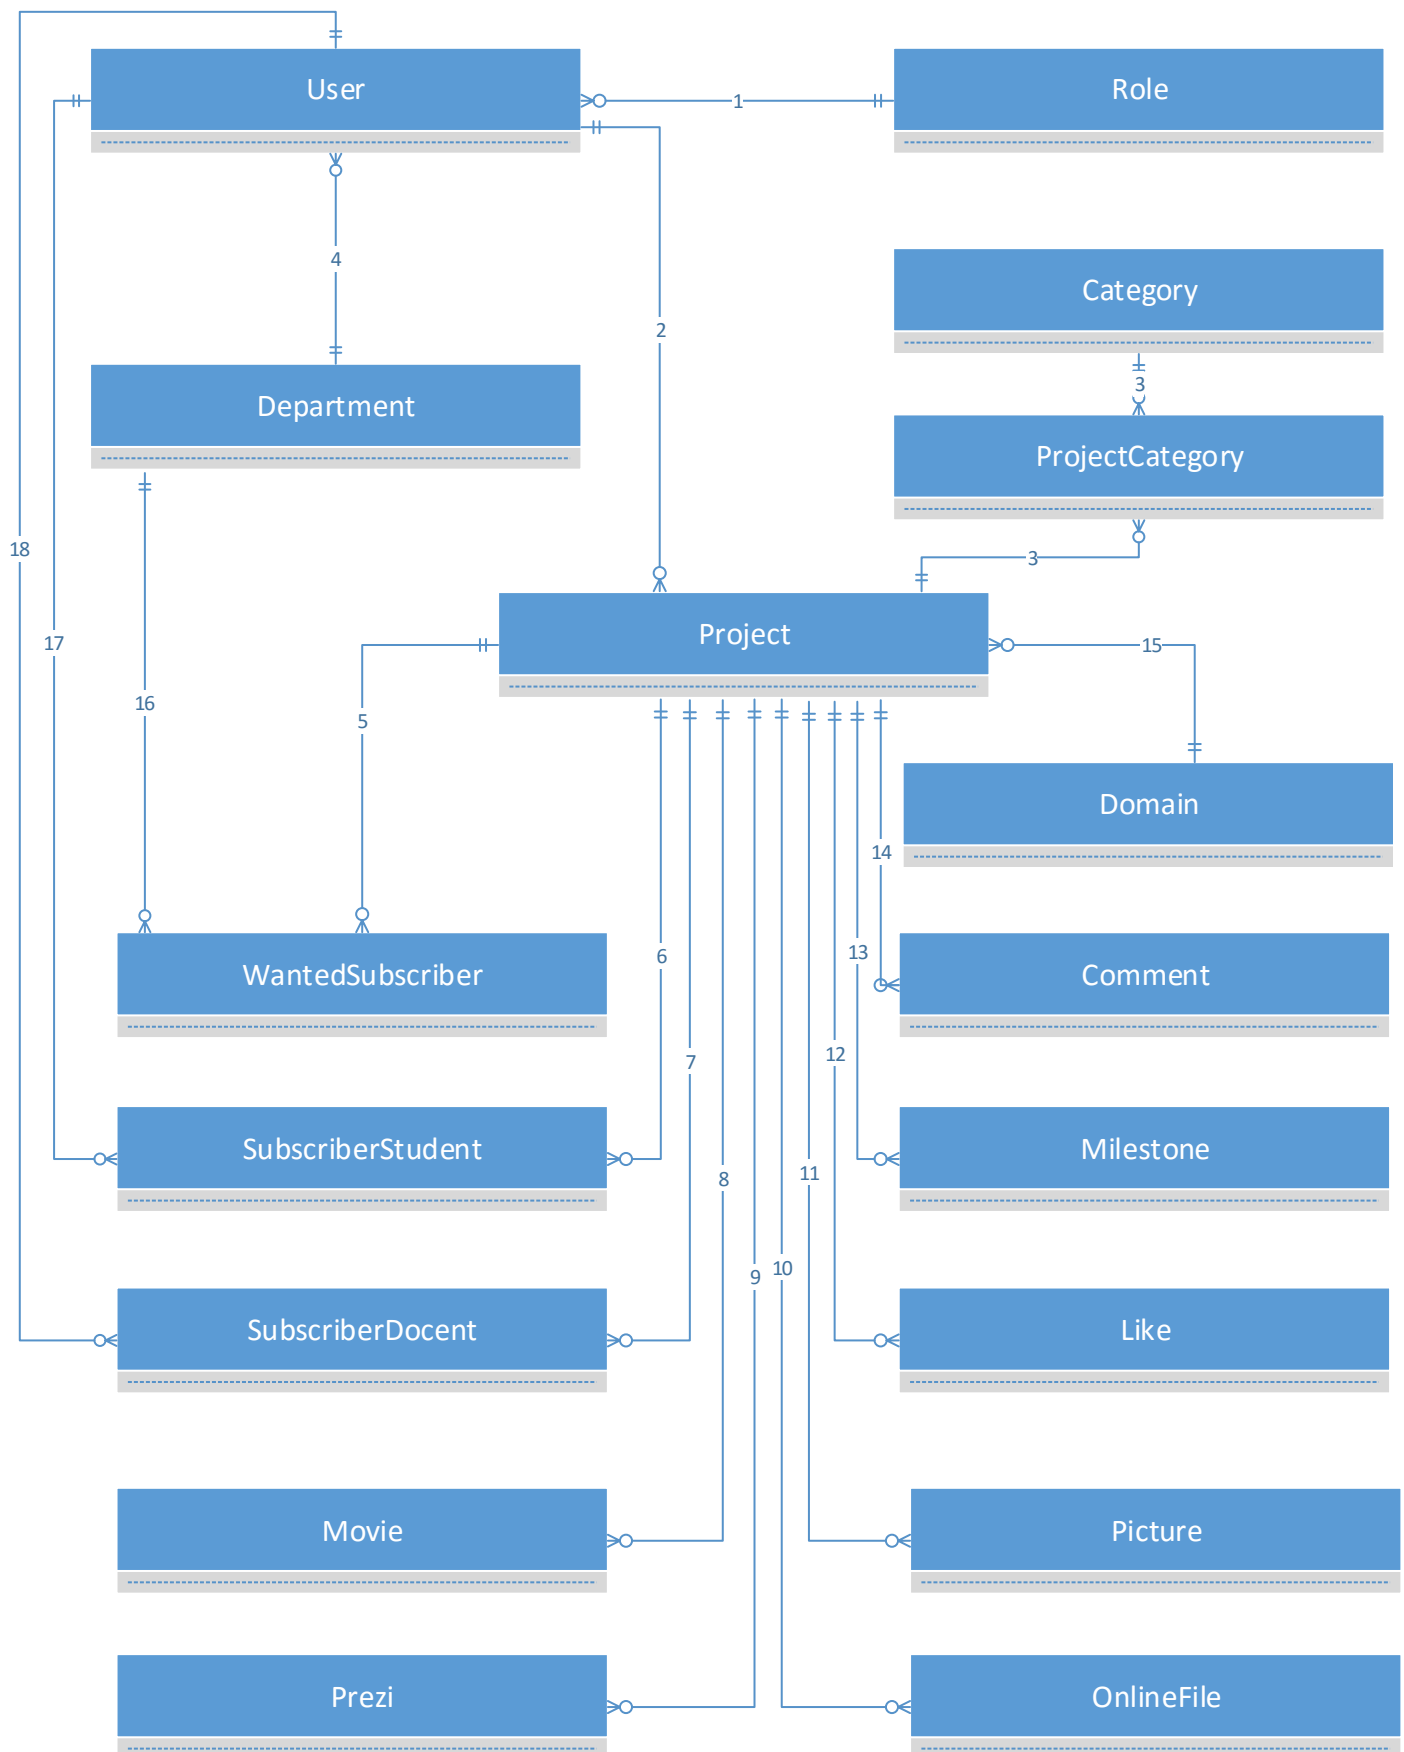 User
Role
1
4
2
Category
3
Department
ProjectCategory
3
18
17
Project
15
16
5
Domain
14
6
13
WantedSubscriber
Comment
7
12
SubscriberStudent
Milestone
8
11
9
10
SubscriberDocent
Like
Movie
Picture
Prezi
OnlineFile